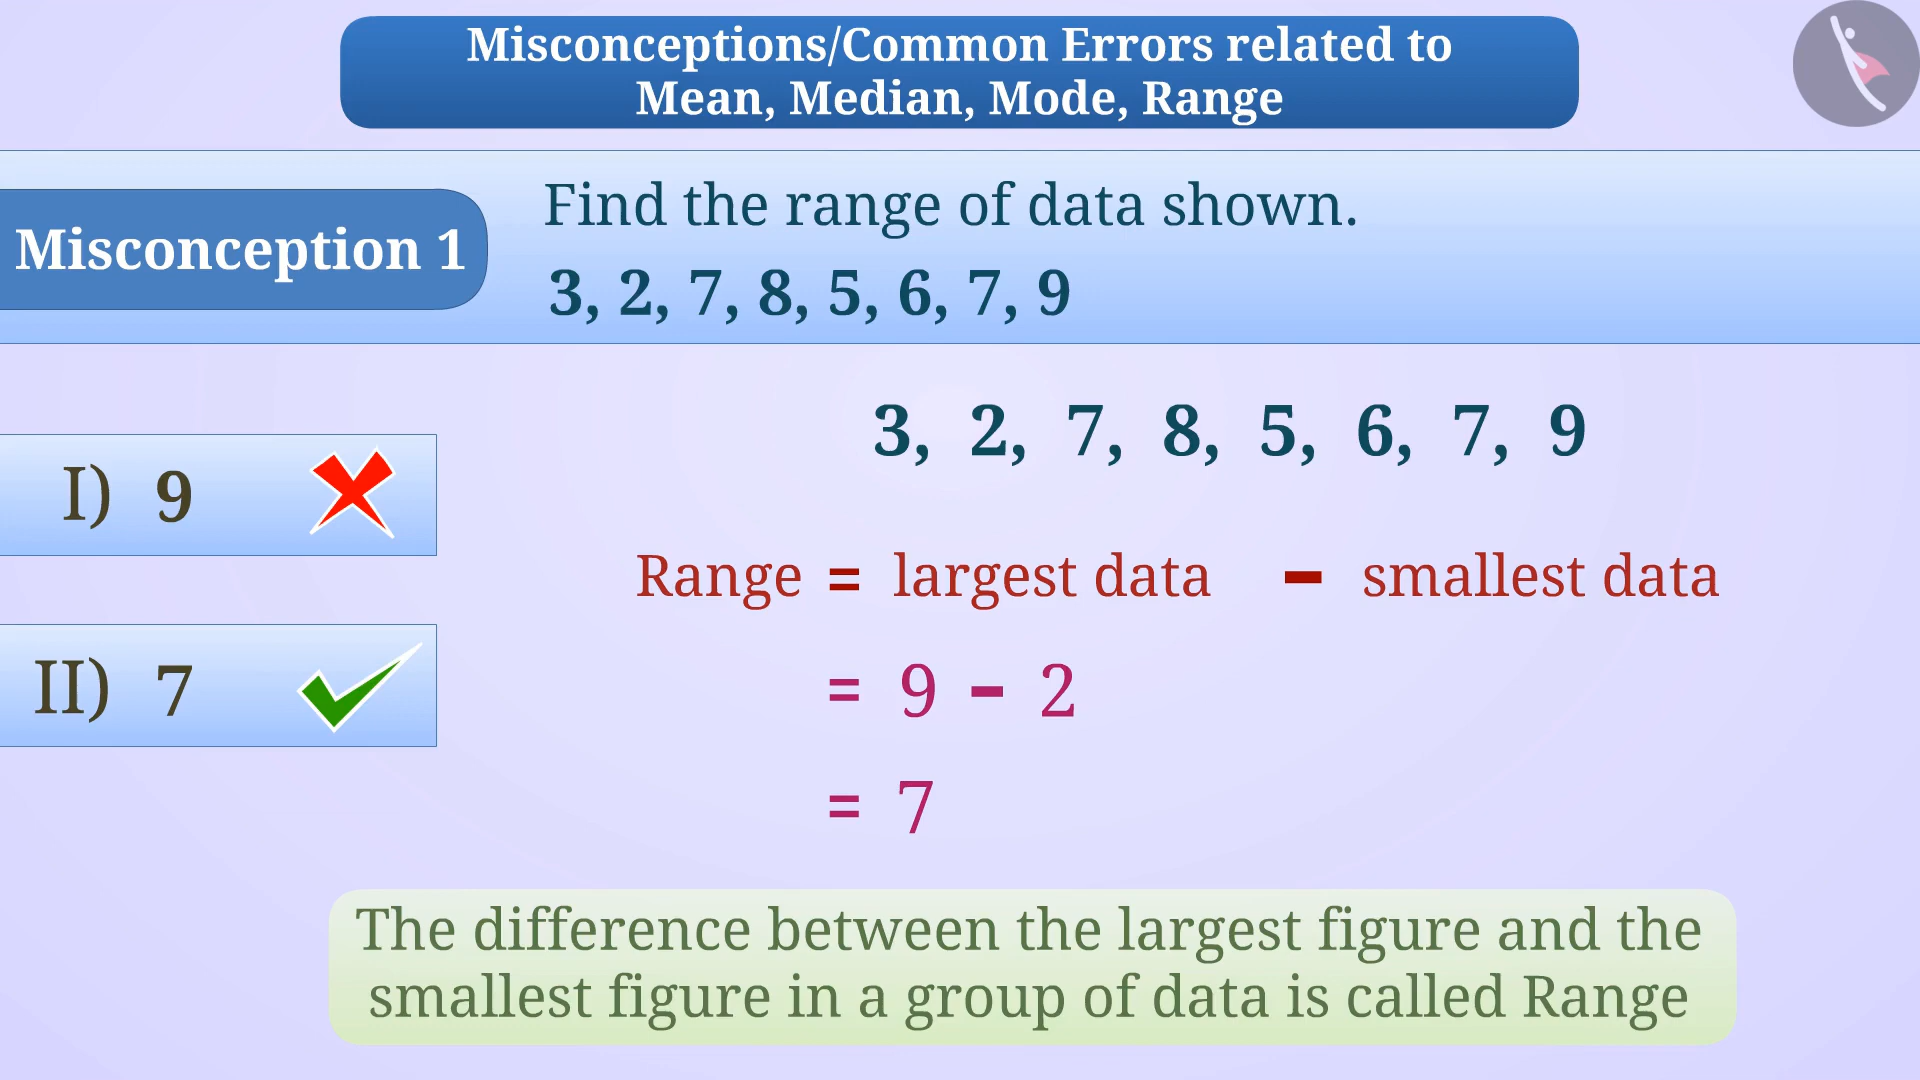 Misconceptions/Common Errors related to
Mean, Median, Mode, Range
Misconception 1
Find the range of data shown.
3, 2, 7, 8, 5, 6, 7, 9
3, 2, 7, 8, 5, 6, 7, 9
I) 9
Range = largest data - smallest data
II) 7
= 9 - 2
= 7
The difference between the largest figure and the
smallest figure in a group of data is called Range